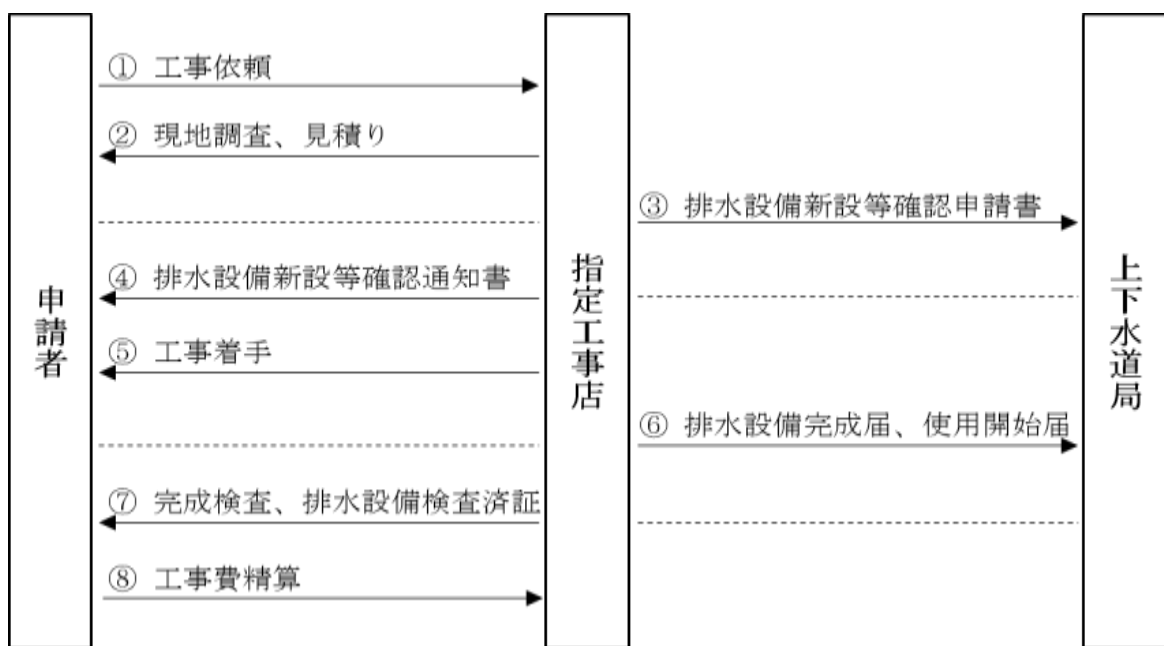 ① 工事依頼
② 現地調査、見積り
③ 排水設備新設等確認申請書
④ 排水設備新設等確認通知書
⑤ 工事着手
⑥ 排水設備完成届、使用開始届
⑦ 完成検査、排水設備検査済証
⑧ 工事費精算
申請者
指定工事店
上下水道局